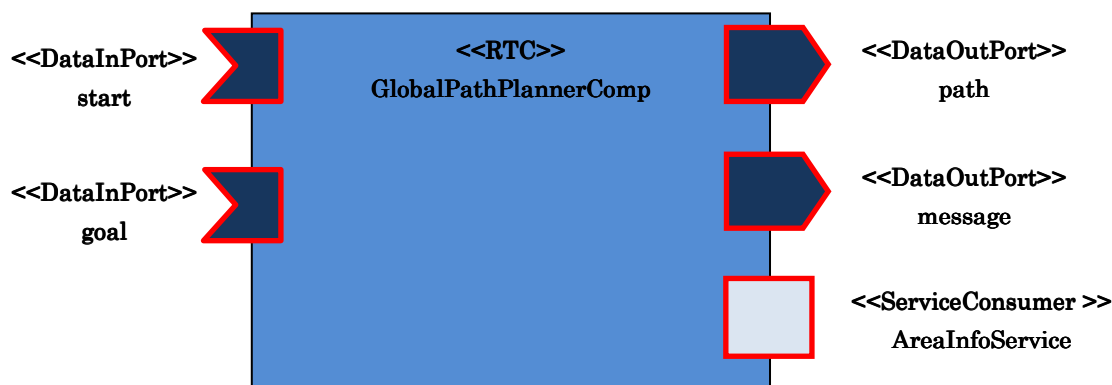 <<DataInPort>>
start
<<DataInPort>>
goal
<<RTC>>
GlobalPathPlannerComp
<<DataOutPort>>
path
<<DataOutPort>>
message
<<ServiceConsumer >>
AreaInfoService